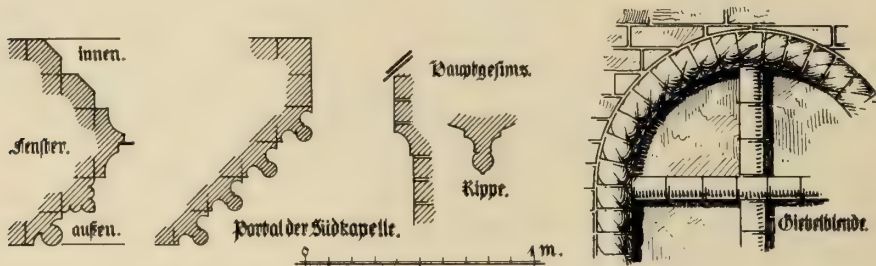 innen.
Fenster.
außen.
Portal der Südkapelle.
Hauptgesims.
Rippe.
0 1 m.
Giebelblende.